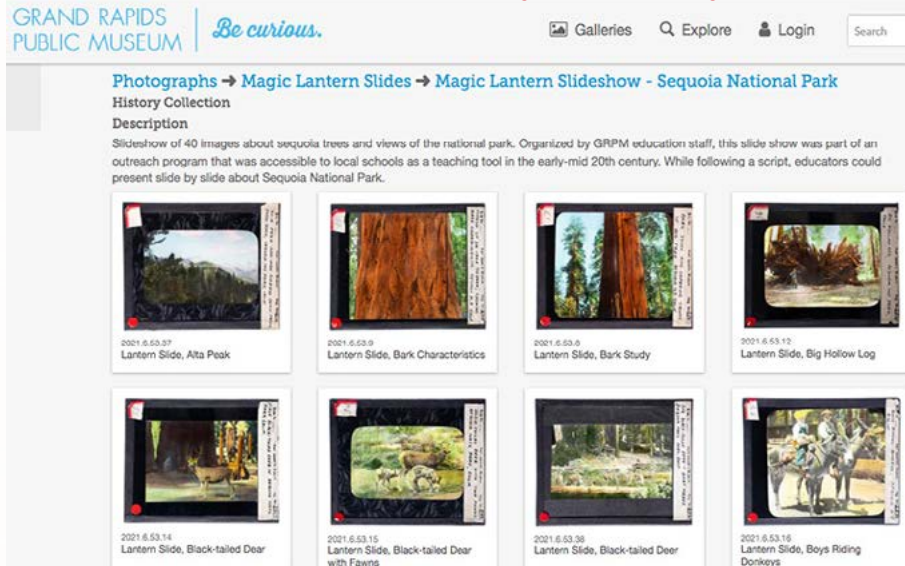 GRAND RAPIDS
PUBLIC MUSEUM
Be curious.
Galleries
Explore
Login
Search
Photographs → Magic Lantern Slides → Magic Lantern Slideshow - Sequoia National Park
History Collection
Description
Slideshow of 40 images about sequoia trees and views of the national park. Organized by GRPM education staff, this slide show was part of an
outreach program that was accessible to local schools as a teaching tool in the early-mid 20th century. While following a script, educators could
present slide by slide about Sequoia National Park.
2021.6.53.37
Lantern Slide, Alta Peak
2021.6.53.9
Lantern Slide, Bark Characteristics
2021.6.53.8
Lantern Slide, Bark Study
2021.6.53.12
Lantern Slide, Big Hollow Log
2021.6.53.14
Lantern Slide, Black-tailed Dear
2021.6.53.15
Lantern Slide, Black-tailed Dear
with Fawns
2021.6.53.38
Lantern Slide, Black-tailed Deer
2021.6.53.16
Lantern Slide, Boys Riding
Donkeys